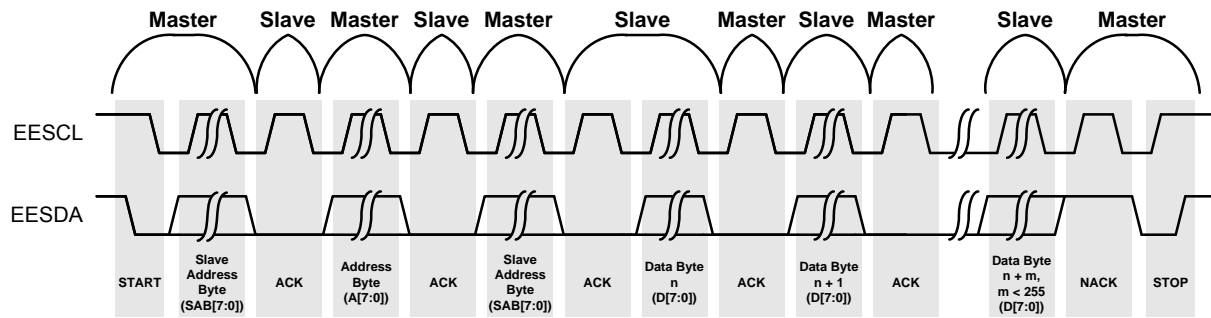 Master Slave Master Slave Master Slave Master Slave Master Slave Master
EESCL
EESDA
START
Slave
Address
Byte
(SAB[7:0])
ACK
Address
Byte
(A[7:0])
ACK
Slave
Address
Byte
(SAB[7:0])
ACK
Data Byte
n
(D[7:0])
ACK
Data Byte
n + 1
(D[7:0])
ACK
Data Byte
n + m,
m < 255
(D[7:0])
NACK
STOP